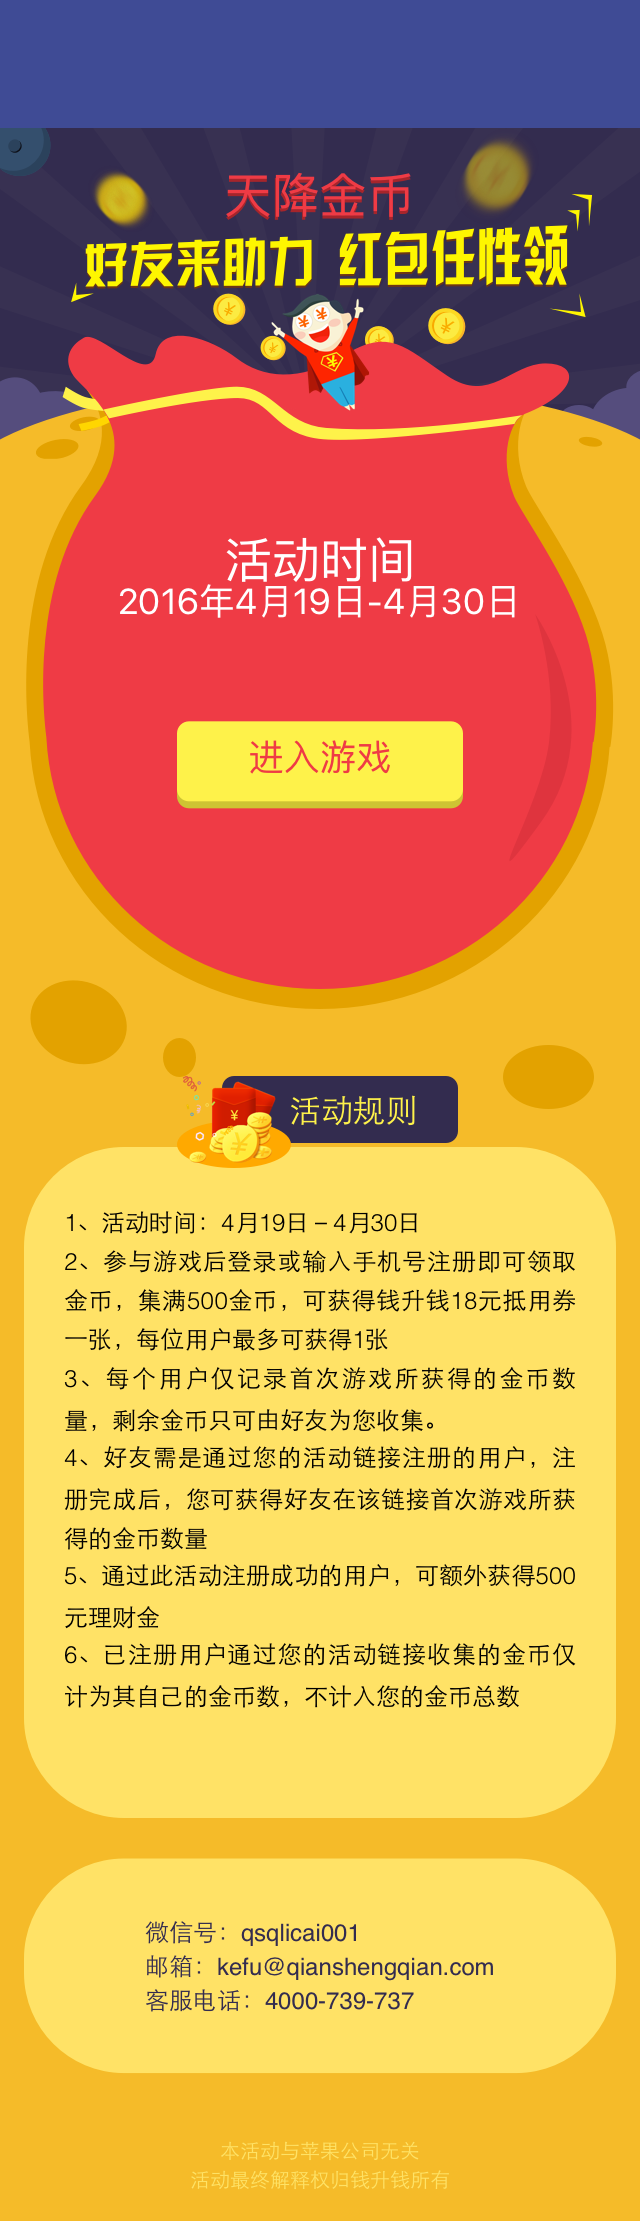 天降金币
好友来助力 红包任性领
活动时间
2016年4月19日-4月30日
进入游戏
活动规则
1、活动时间：4月19日 – 4月30日
2、参与游戏后登录或输入手机号注册即可领取
金币，集满500金币，可获得钱升钱18元抵用券
一张，每位用户最多可获得1张
3、每个用户仅记录首次游戏所获得的金币数
量，剩余金币只可由好友为您收集。
4、好友需是通过您的活动链接注册的用户，注
册完成后，您可获得好友在该链接首次游戏所获
得的金币数量
5、通过此活动注册成功的用户，可额外获得500
元理财金
6、已注册用户通过您的活动链接收集的金币仅
计为其自己的金币数，不计入您的金币总数
微信号：qsqlicai001
邮箱：kefu@qianshengqian.com
客服电话：4000-739-737
本活动与苹果公司无关
活动最终解释权归钱升钱所有